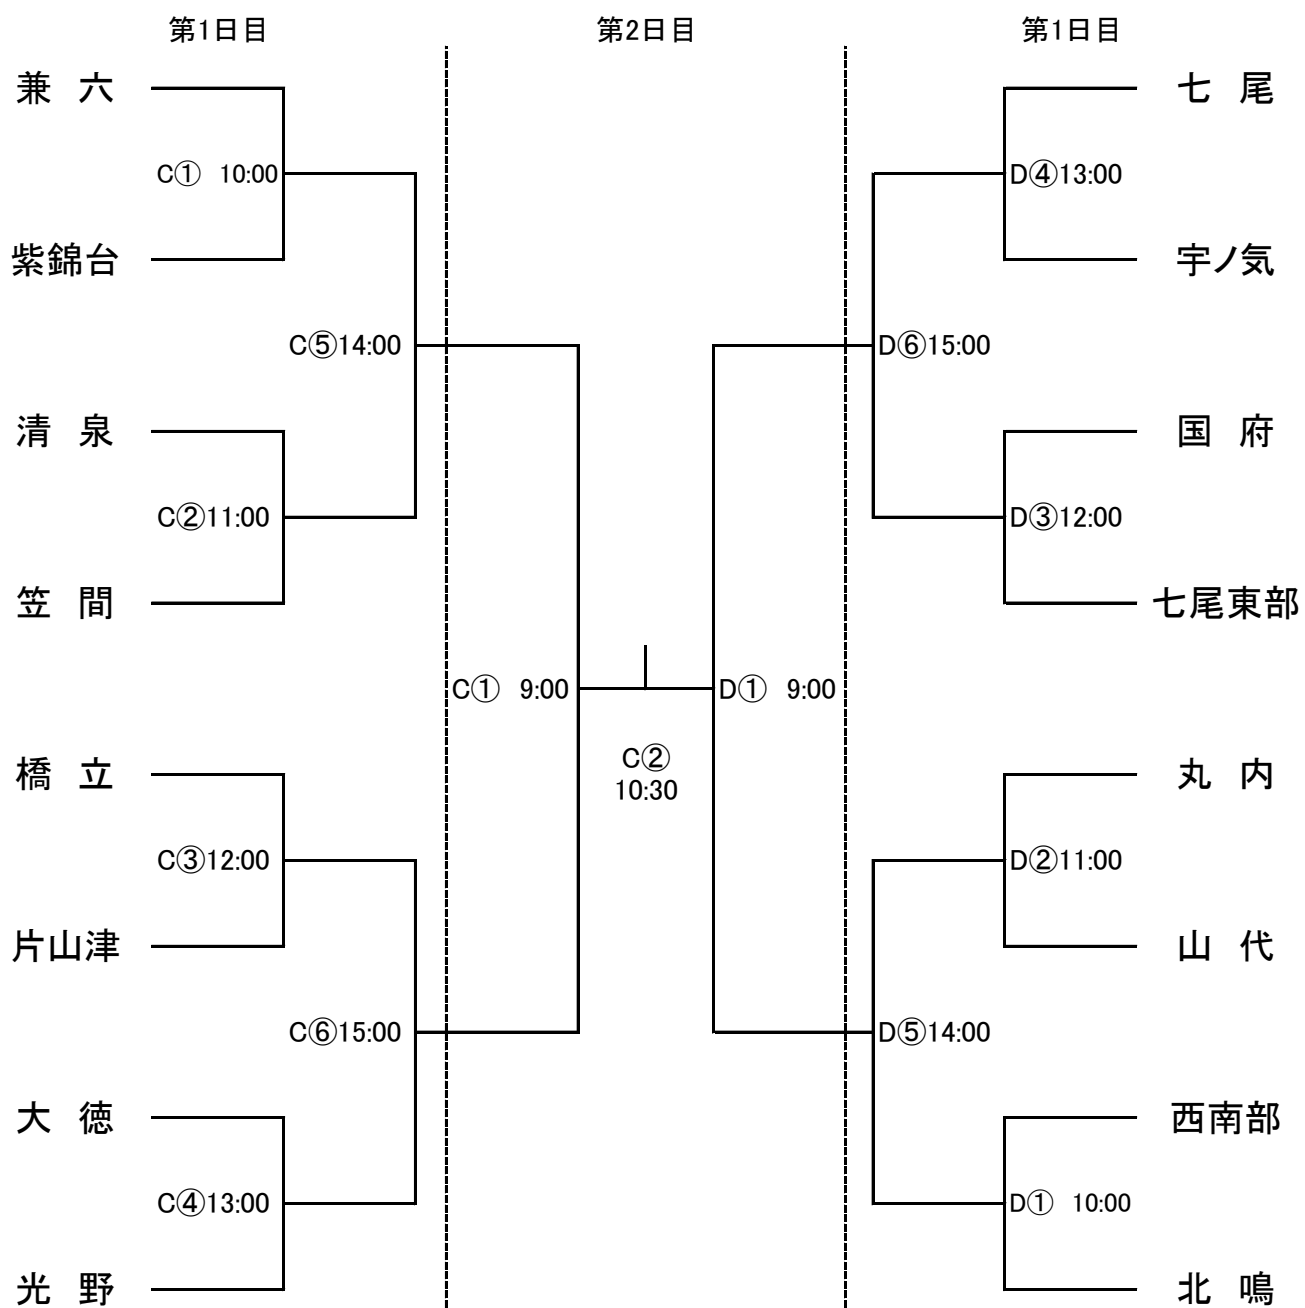 第1日目
第2日目
第1日目
兼 六
七 尾
C① 10:00
D④13:00
紫錦台
宇ノ気
C⑤14:00
D⑥15:00
清 泉
国 府
C②11:00
D③12:00
笠 間
七尾東部
C① 9:00
D① 9:00
C②
10:30
橋 立
丸 内
C③12:00
D②11:00
片山津
山 代
C⑥15:00
D⑤14:00
大 徳
西南部
C④13:00
D① 10:00
光 野
北 鳴